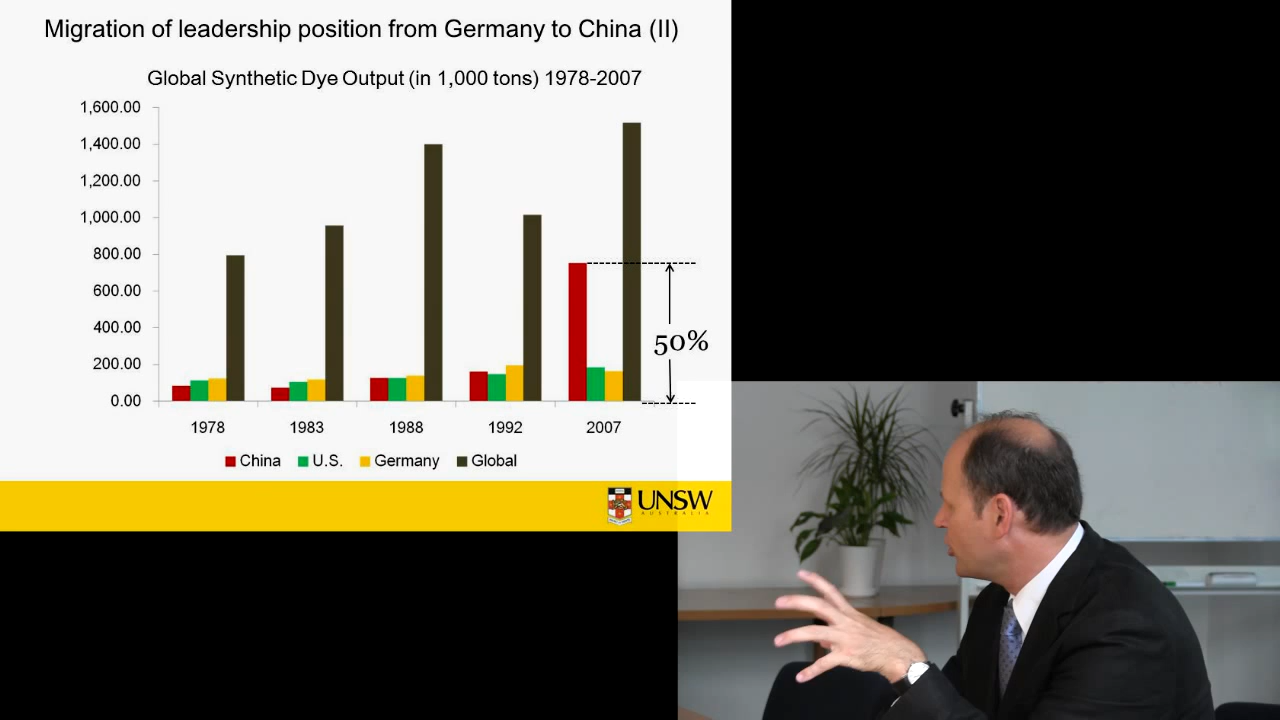 Migration of leadership position from Germany to China (II)
Global Synthetic Dye Output (in 1,000 tons) 1978-2007
1,600.00
1,400.00
1,200.00
1,000.00
800.00
600.00
400.00
200.00
0.00
50%
1978 1983 1988 1992 2007
China U.S. Germany Global
UNSW
AUSTRALIA